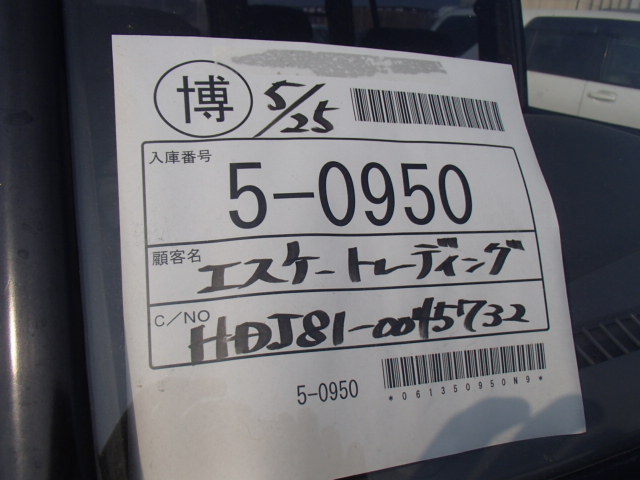 博 5/25
入庫番号
5-0950
顧客名 エスケートレーディング
C/NO HDJ81-0045732
5-0950
*061350950N9*